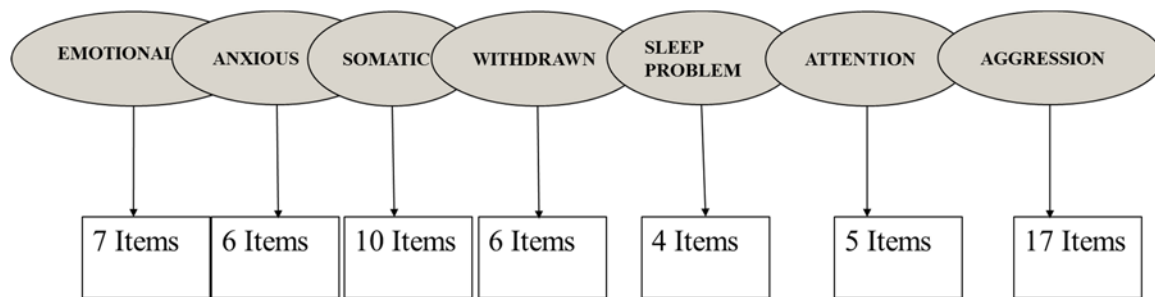 EMOTIONAL
ANXIOUS
SOMATIC
WITHDRAWN
SLEEP
PROBLEM
ATTENTION
AGGRESSION
7 Items
6 Items
10 Items
6 Items
4 Items
5 Items
17 Items